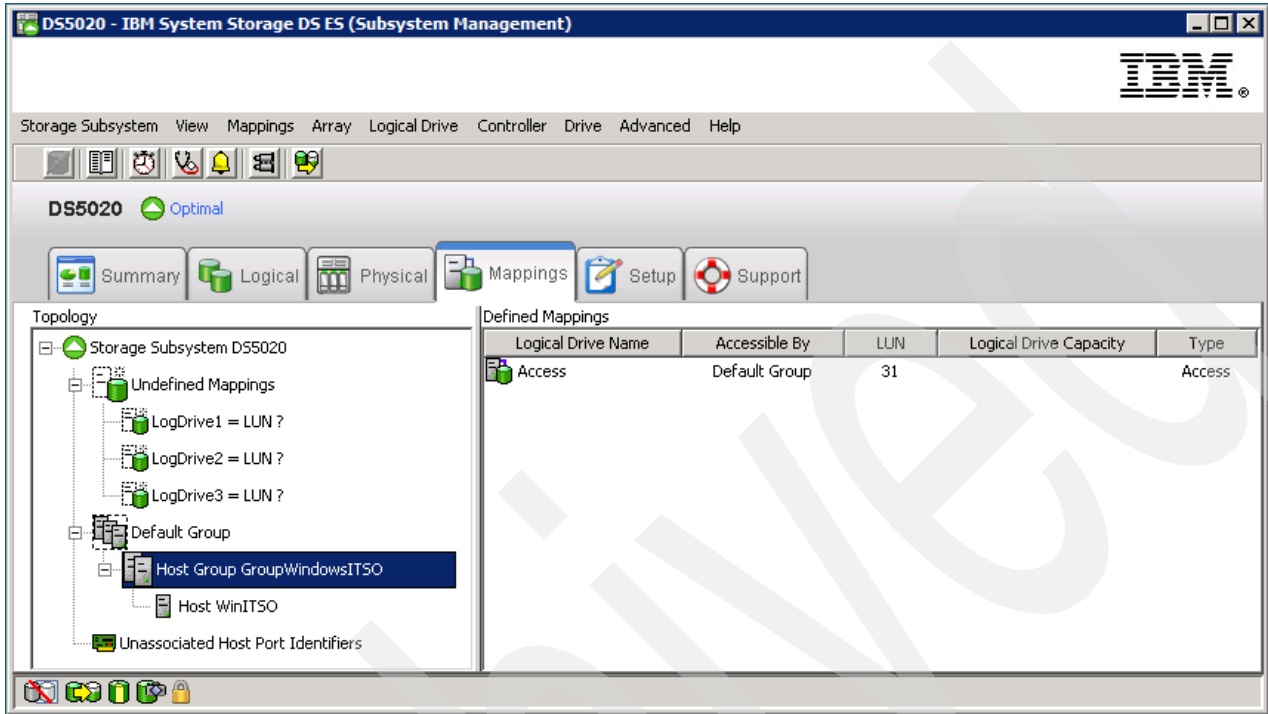 DS5020 - IBM System Storage DS ES (Subsystem Management)
IBM®
Storage Subsystem View Mappings Array Logical Drive Controller Drive Advanced Help
DS5020 Optimal
Summary Logical Physical Mappings Setup Support
Topology
Storage Subsystem DS5020
Undefined Mappings
LogDrive1 = LUN ?
LogDrive2 = LUN ?
LogDrive3 = LUN ?
Default Group
Host Group GroupWindowsITSO
Host WinITSO
Unassociated Host Port Identifiers
Defined Mappings
Logical Drive Name Accessible By LUN Logical Drive Capacity Type
Access Default Group 31 Access